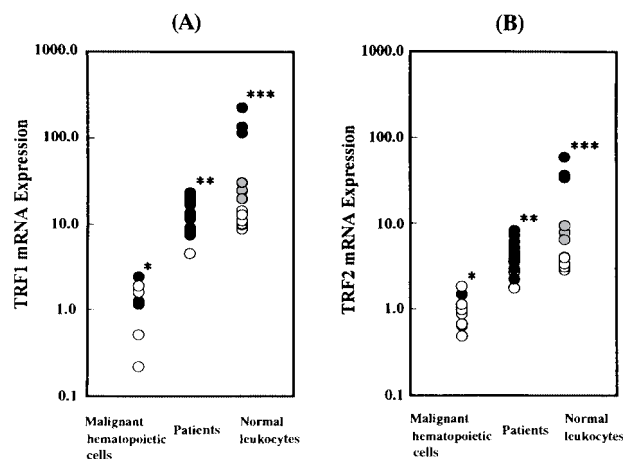 (A)
TRF1 mRNA Expression
1000.0
100.0
10.0
1.0
0.1
*
**
***
Malignant
hematopoietic
cells
Patients
Normal
leukocytes
(B)
TRF2 mRNA Expression
1000.0
100.0
10.0
1.0
0.1
*
**
***
Malignant
hematopoietic
cells
Patients
Normal
leukocytes